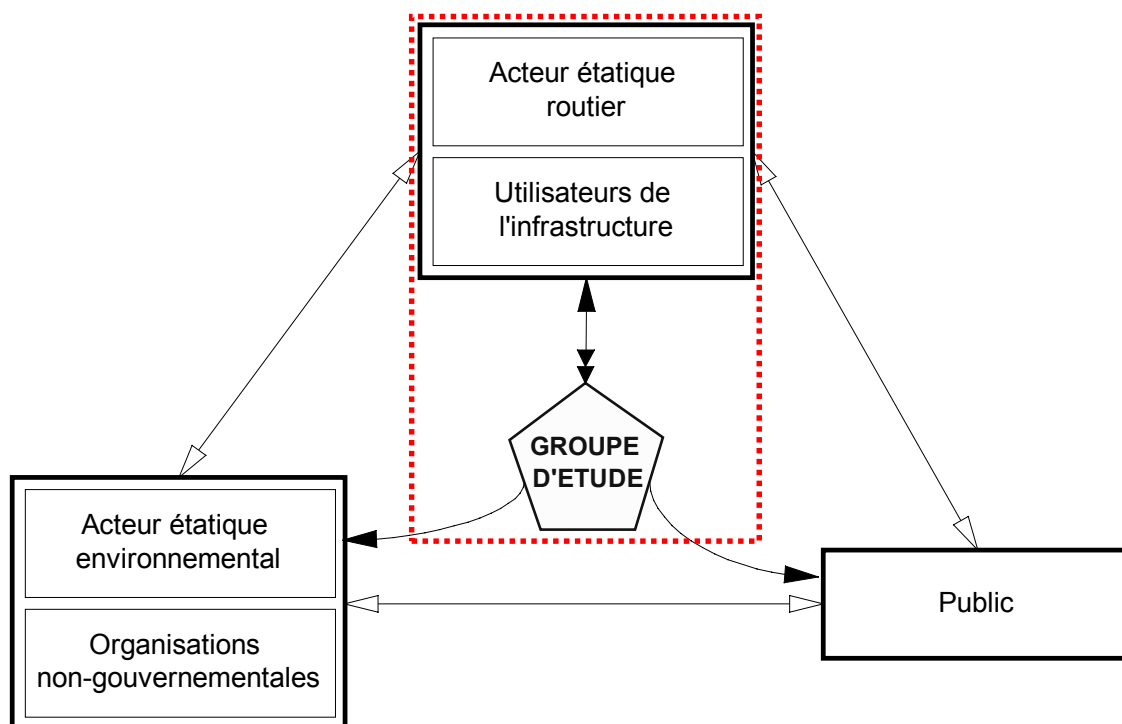 Acteur étatique
routier
Utilisateurs de
l'infrastructure
GROUPE
D'ETUDE
Acteur étatique
environnemental
Organisations
non-gouvernementales
Public